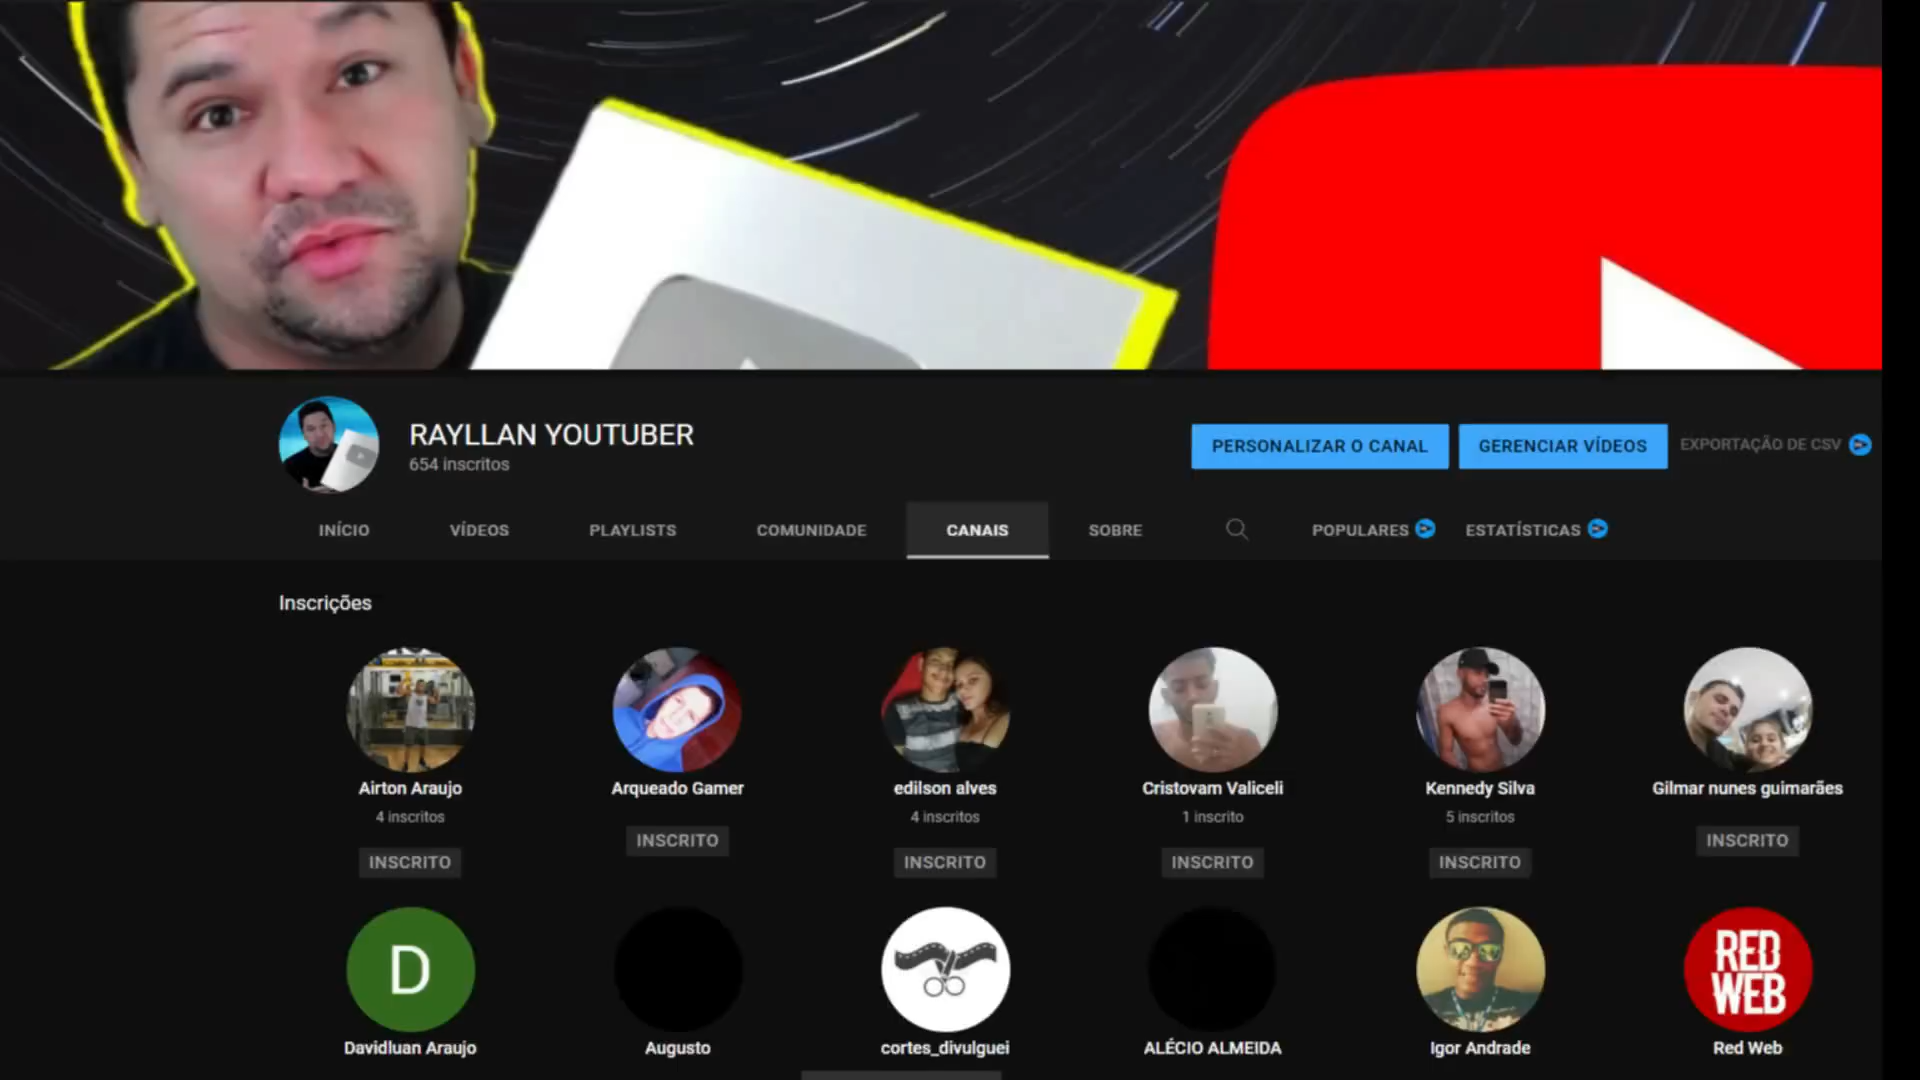 RAYLLAN YOUTUBER
654 inscritos
PERSONALIZAR O CANAL
GERENCIAR VÍDEOS
EXPORTAÇÃO DE CSV
INÍCIO
VÍDEOS
PLAYLISTS
COMUNIDADE
CANAIS
SOBRE
POPULARES
ESTATÍSTICAS
Inscrições
Airton Araujo
4 inscritos
INSCRITO
Arqueado Gamer
INSCRITO
edilson alves
4 inscritos
INSCRITO
Cristovam Valiceli
1 inscrito
INSCRITO
Kennedy Silva
5 inscritos
INSCRITO
Gilmar nunes guimarães
INSCRITO
D
Davidluan Araujo
Augusto
cortes_divulguei
ALÉCIO ALMEIDA
Igor Andrade
RED
WEB
Red Web